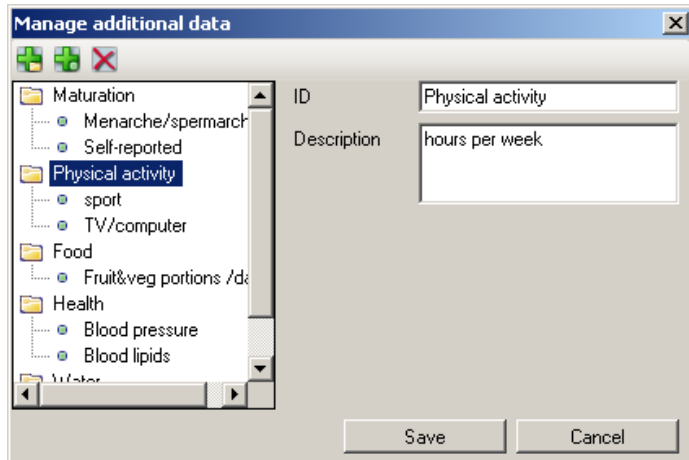 Manage additional data
Maturation
Menarche/spermarch
Self-reported
Physical activity
sport
TV/computer
Food
Fruit&veg portions /da
Health
Blood pressure
Blood lipids
Water
ID
Physical activity
Description
hours per week
Save
Cancel